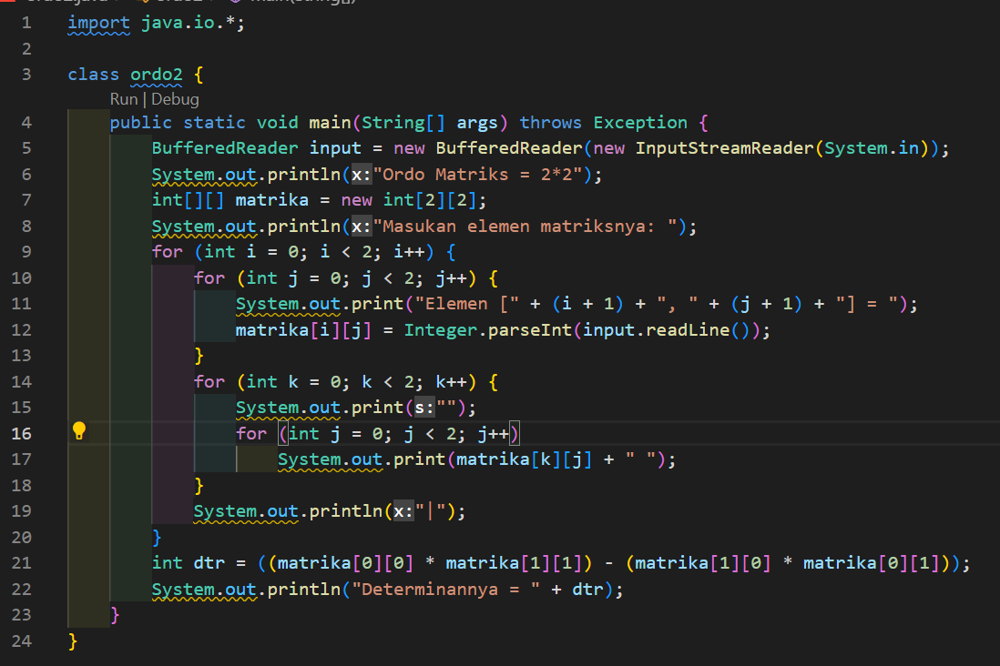 1 import java.io.*;
2
3 class ordo2 {
Run | Debug
4 public static void main(String[] args) throws Exception {
5 BufferedReader input = new BufferedReader(new InputStreamReader(System.in));
6 System.out.println(x:"Ordo Matriks = 2*2");
7 int[][] matrika = new int[2][2];
8 System.out.println(x:"Masukan elemen matriksnya: ");
9 for (int i = 0; i < 2; i++) {
10 for (int j = 0; j < 2; j++) {
11 System.out.print("Elemen [" + (i + 1) + ", " + (j + 1) + "] = ");
12 matrika[i][j] = Integer.parseInt(input.readLine());
13 }
14 for (int k = 0; k < 2; k++) {
15 System.out.print(s:"");
16 for (int j = 0; j < 2; j++)
17 System.out.print(matrika[k][j] + " ");
18 }
19 System.out.println(x:"|");
20 }
21 int dtr = ((matrika[0][0] * matrika[1][1]) - (matrika[1][0] * matrika[0][1]));
22 System.out.println("Determinannya = " + dtr);
23 }
24 }